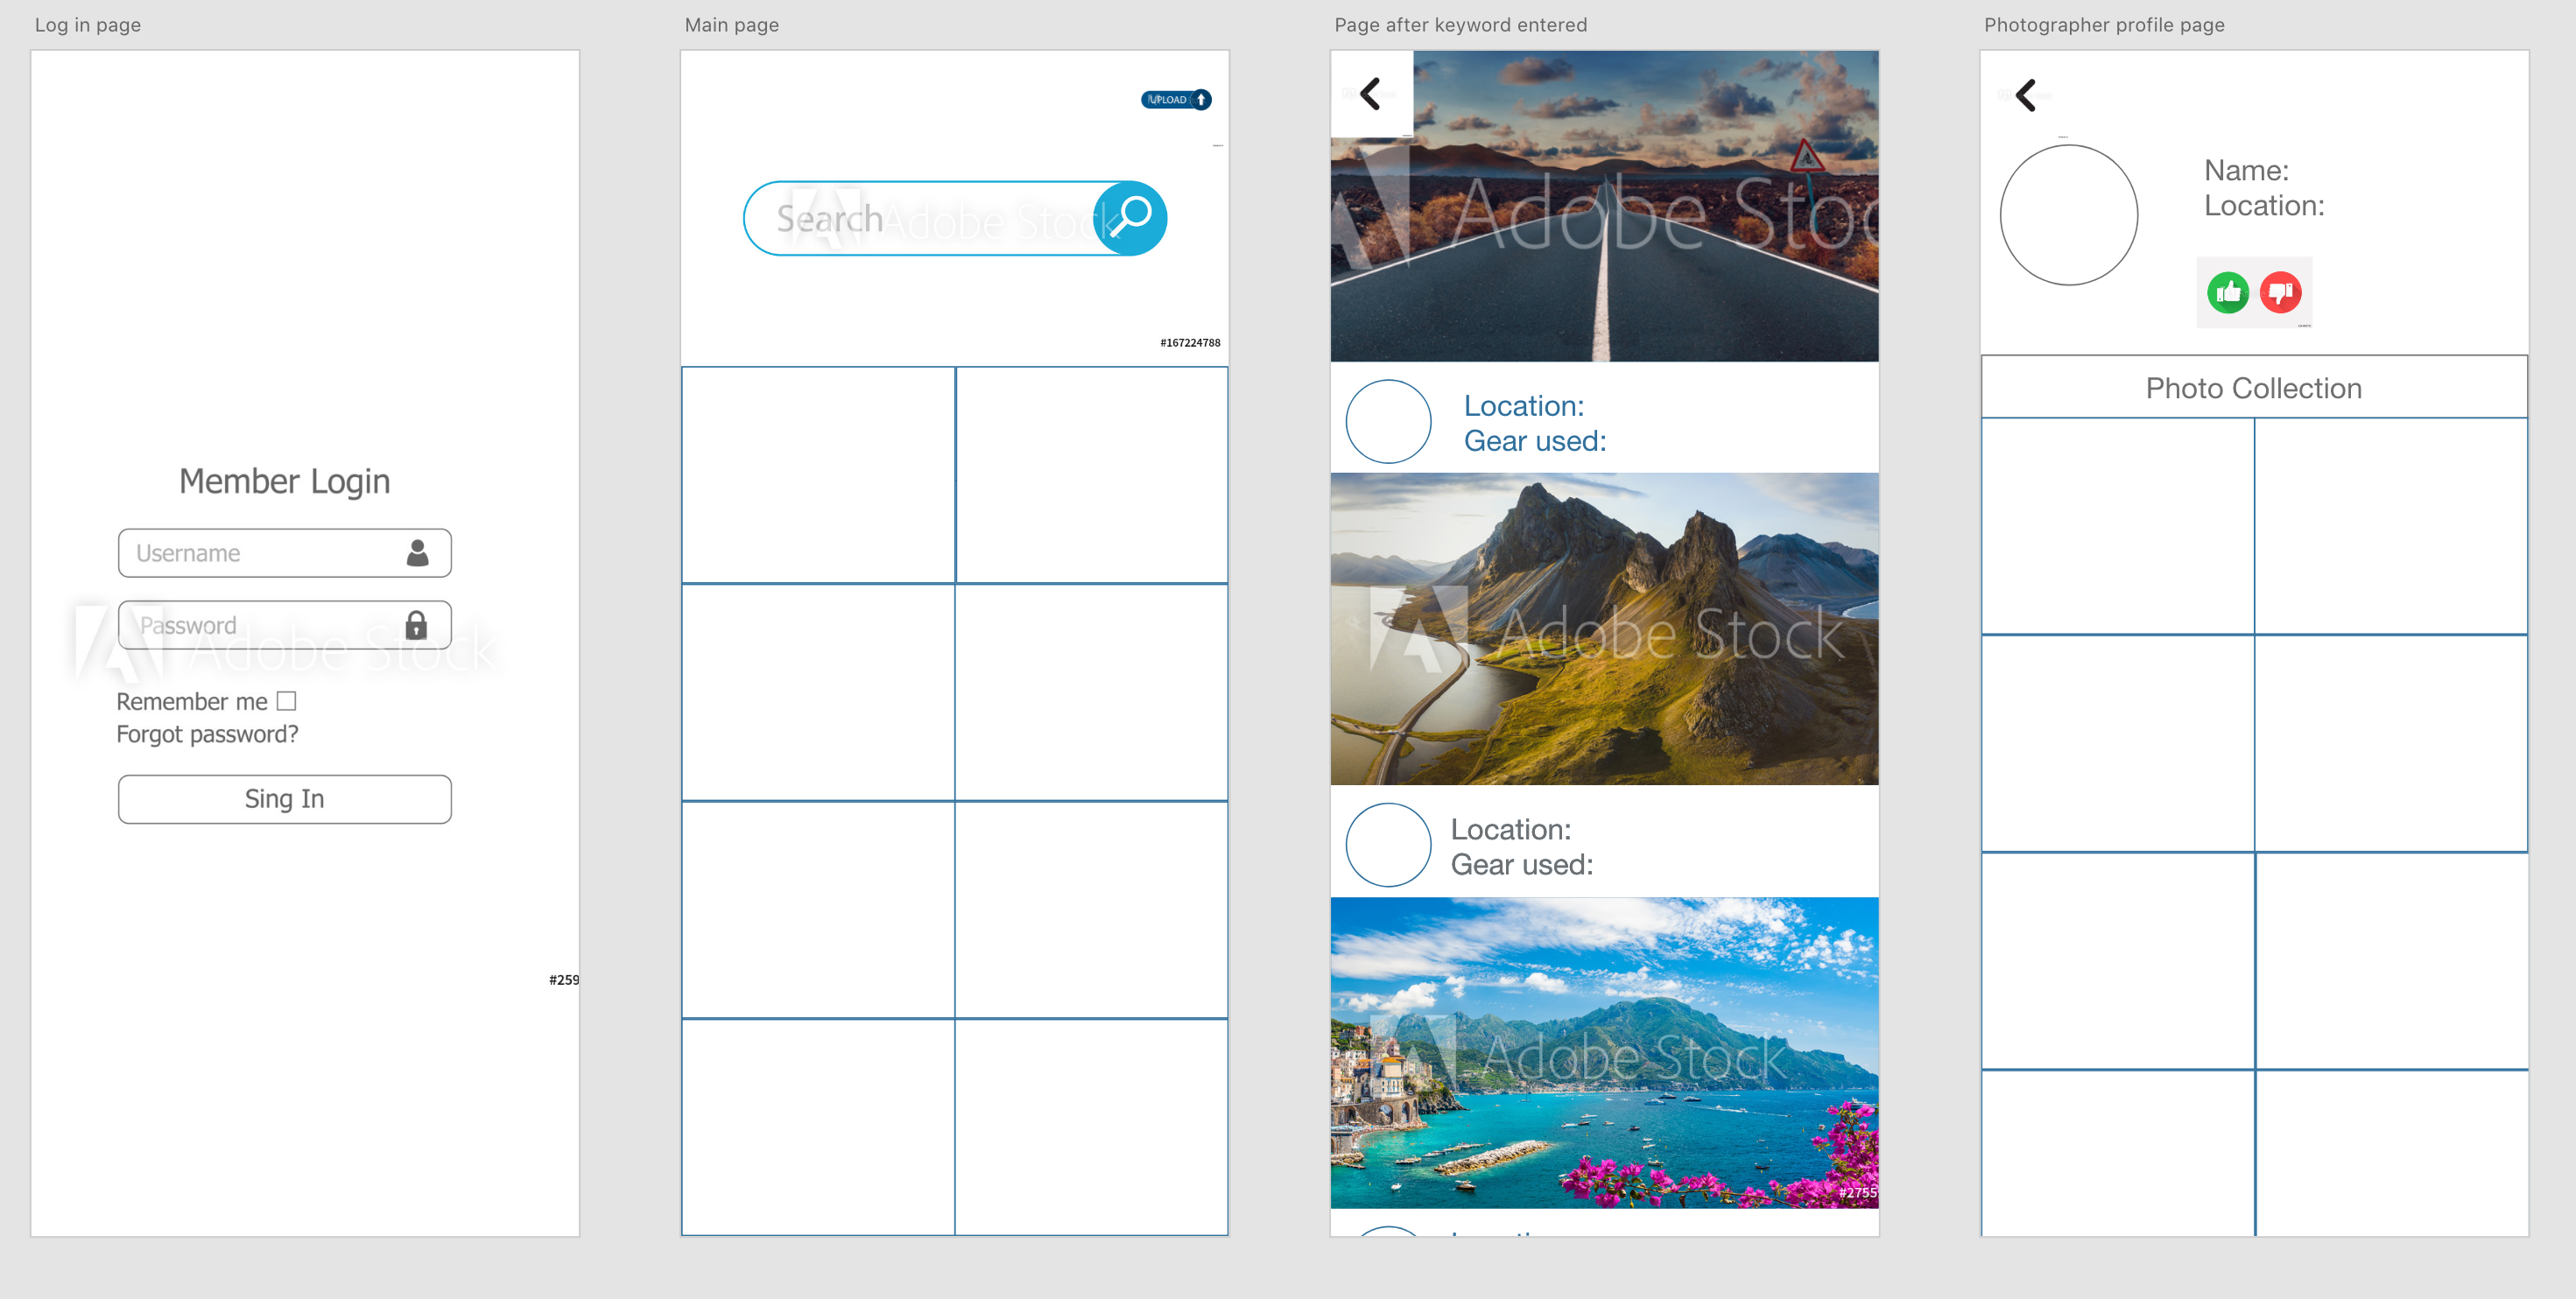 Log in page
Member Login
Username
Password
Adobe Stock
Remember me
Forgot password?
Sing In
#259
Main page
UPLOAD
Search
Adobe Stock
#167224788
Page after keyword entered
Adobe Stoc
Location:
Gear used:
Adobe Stock
Location:
Gear used:
Adobe Stock
#2755
Photographer profile page
Name:
Location:
Photo Collection